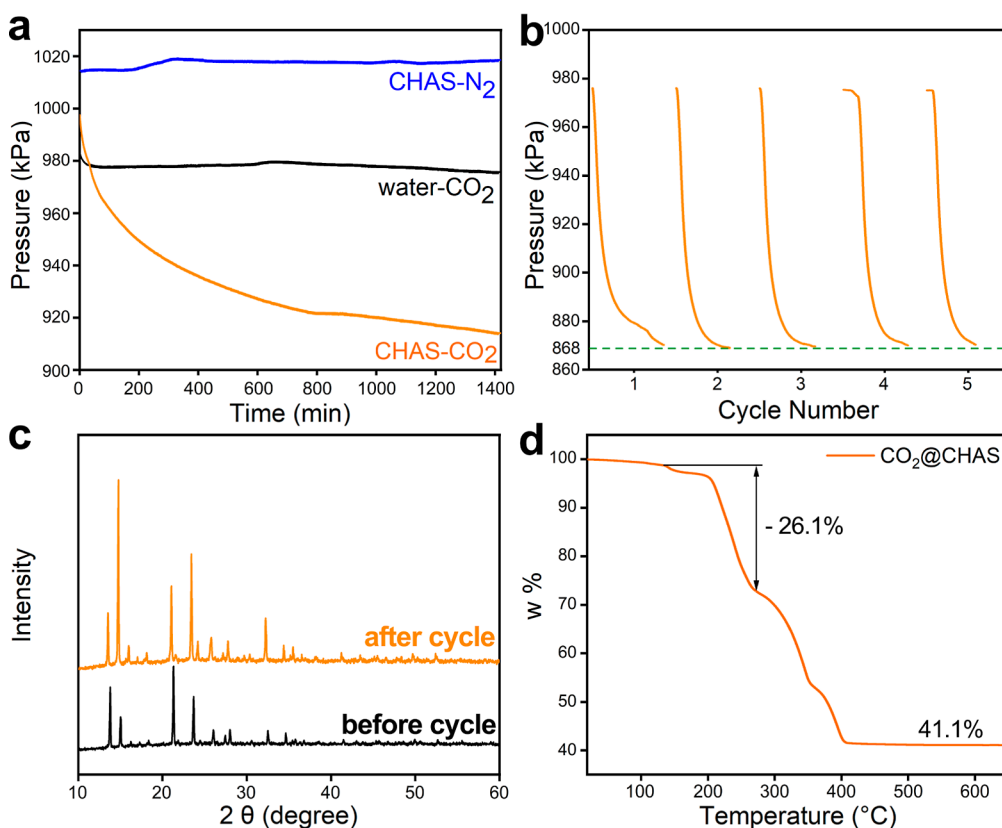 a
1020
1000
980
960
940
920
900
Pressure (kPa)
CHAS-N₂
water-CO₂
CHAS-CO₂
0 200 400 600 800 1000 1200 1400
Time (min)
b
1000
980
960
940
920
900
880
868
860
Pressure (kPa)
1 2 3 4 5
Cycle Number
c
Intensity
after cycle
before cycle
10 20 30 40 50 60
2 θ (degree)
d
100
90
80
70
60
50
40
w %
CO₂@CHAS
- 26.1%
41.1%
100 200 300 400 500 600
Temperature (°C)